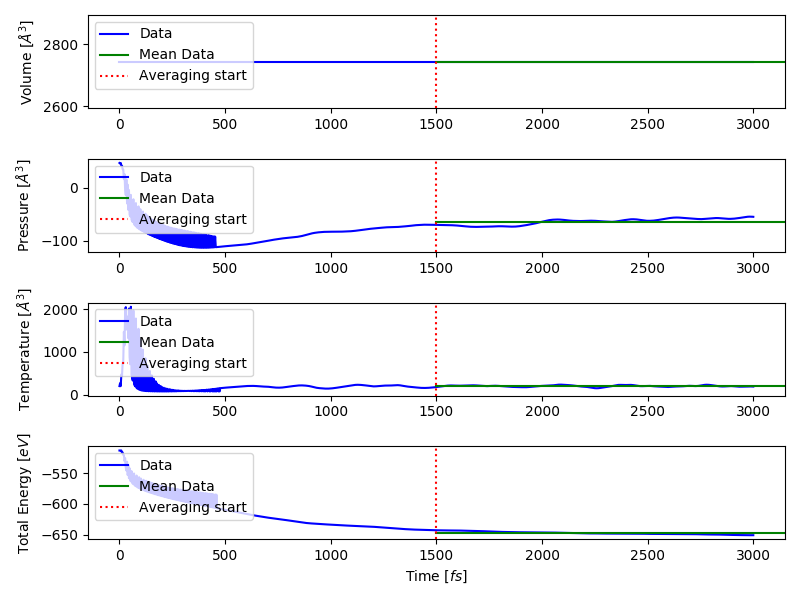 Volume [Å³]
2800
2600
Data
Mean Data
Averaging start
0 500 1000 1500 2000 2500 3000
Pressure [Å³]
0
−100
Data
Mean Data
Averaging start
0 500 1000 1500 2000 2500 3000
Temperature [Å³]
2000
1000
0
Data
Mean Data
Averaging start
0 500 1000 1500 2000 2500 3000
Total Energy [eV]
−550
−600
−650
Data
Mean Data
Averaging start
0 500 1000 1500 2000 2500 3000
Time [fs]